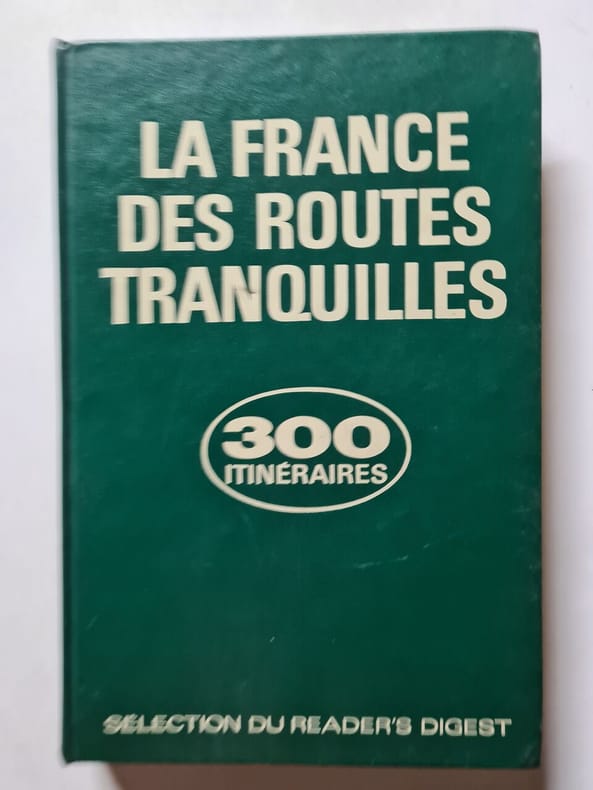 LA FRANCE
DES ROUTES
TRANQUILLES
300
ITINÉRAIRES
SÉLECTION DU READER'S DIGEST